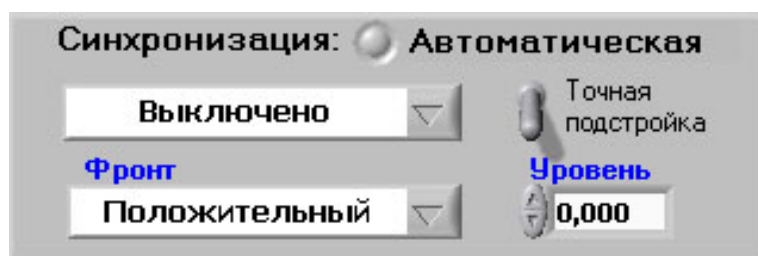 Синхронизация: Автоматическая
Выключено
Точная
подстройка
Фронт
Уровень
Положительный
0,000